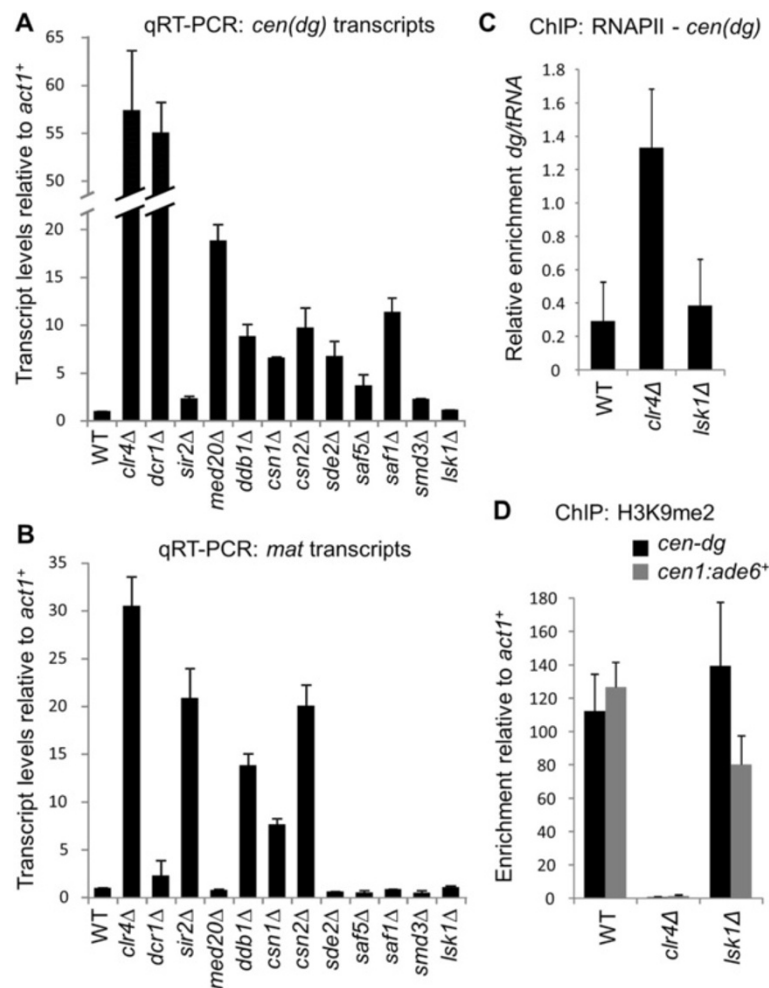 A
qRT-PCR: cen(dg) transcripts
Transcript levels relative to act1⁺
65
60
55
50
20
15
10
5
0
WT
clr4Δ
dcr1Δ
sir2Δ
med20Δ
ddb1Δ
csn1Δ
csn2Δ
sde2Δ
saf5Δ
saf1Δ
smd3Δ
lsk1Δ
B
qRT-PCR: mat transcripts
Transcript levels relative to act1⁺
35
30
25
20
15
10
5
0
WT
clr4Δ
dcr1Δ
sir2Δ
med20Δ
ddb1Δ
csn1Δ
csn2Δ
sde2Δ
saf5Δ
saf1Δ
smd3Δ
lsk1Δ
C
ChIP: RNAPII - cen(dg)
Relative enrichment dg/tRNA
1.8
1.6
1.4
1.2
1.0
0.8
0.6
0.4
0.2
0
WT
clr4Δ
lsk1Δ
D
ChIP: H3K9me2
cen-dg
cen1:ade6⁺
Enrichment relative to act1⁺
180
160
140
120
100
80
60
40
20
0
WT
clr4Δ
lsk1Δ